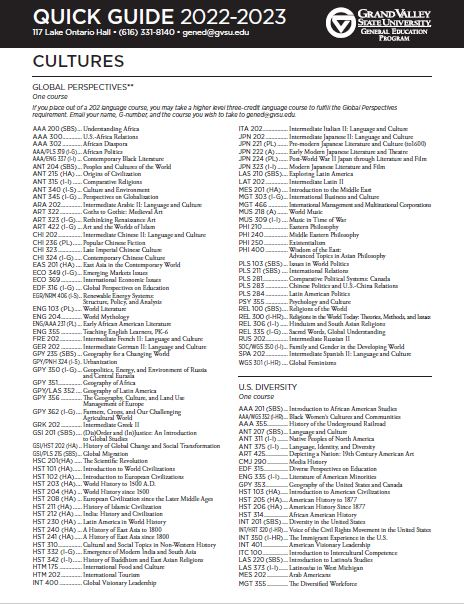 QUICK GUIDE 2022-2023
117 Lake Ontario Hall • (616) 331-8140 • gened@gvsu.edu
GRAND VALLEY
STATE UNIVERSITY
GENERAL EDUCATION
PROGRAM
CULTURES
GLOBAL PERSPECTIVES**
One course
If you place out of a 202 language course, you may take a higher level three-credit language course to fulfill the Global Perspectives
requirement. Email your name, G-number, and the course you wish to take to gened@gvsu.edu.
AAA 200 (SBS)... Understanding Africa
AAA 300 ............ U.S.-Africa Relations
AAA 302 ............ African Diaspora
AAA/PLS 319 (I-G)... African Politics
AAA/ENG 337 (I-I) ... Contemporary Black Literature
ANT 204 (SBS)... Peoples and Cultures of the World
ANT 215 (HA) .... Origins of Civilization
ANT 315 (I-I) ...... Comparative Religions
ANT 340 (I-S) .... Culture and Environment
ANT 345 (I-G) .... Perspectives on Globalization
ARA 202 ............ Intermediate Arabic II: Language and Culture
ART 322 ............. Goths to Gothic: Medieval Art
ART 323 (I-G) .... Rethinking Renaissance Art
ART 422 (I-G) .... Art and the Worlds of Islam
CHI 202 ............. Intermediate Chinese II: Language and Culture
CHI 236 (PL) ..... Popular Chinese Fiction
CHI 323 ............. Late Imperial Chinese Culture
CHI 324 (I-G) .... Contemporary Chinese Culture
EAS 201 (HA) .... East Asia in the Contemporary World
ECO 349 (I-G) ... Emerging Markets Issues
ECO 369 ............ International Economic Issues
EDF 316 (I-G) .... Global Perspectives on Education
EGR/NRM 406 (I-S)... Renewable Energy Systems:
Structure, Policy, and Analysis
ENG 103 (PL) .... World Literature
ENG 204 ............ World Mythology
ENG/AAA 231 (PL) .. Early African American Literature
ENG 355 ............ Teaching English Learners, PK-6
FRE 202 ............. Intermediate French II: Language and Culture
GER 202 ............ Intermediate German II: Language and Culture
GPY 235 (SBS) ... Geography for a Changing World
GPY/PNH 324 (I-S).. Urbanization
GPY 350 (I-G) ... Geopolitics, Energy, and Environment of Russia
and Central Eurasia
GPY 351 ............. Geography of Africa
GPY/LAS 352 ... Geography of Latin America
GPY 356 ............ The Geography, Culture, and Land Use
Management of Europe
GPY 362 (I-G) ... Farmers, Crops, and Our Challenging
Agricultural World
GRK 202 ............ Intermediate Greek II
GSI 201 (SBS) .... (Dis)Order and (In)Justice: An Introduction
to Global Studies
GSI/HST 202 (HA) .. History of Global Change and Social Transformation
GSI/PLS 215 (SBS) .. Global Migration
HSC 201(HA) .... The Scientific Revolution
HST 101 (HA) ..... Introduction to World Civilizations
HST 102 (HA) .... Introduction to European Civilizations
HST 203 (HA) ... World History to 1500 A.D.
HST 204 (HA) ... World History since 1500
HST 208 (HA) ... European Civilization since the Later Middle Ages
HST 211 (HA) ..... History of Islamic Civilization
HST 212 (HA) .... India: History and Civilization
HST 230 (HA) .... Latin America in World History
HST 240 (HA) ... A History of East Asia to 1800
HST 241 (HA) .... A History of East Asia since 1800
HST 310 ............. Cultural and Social Topics in Non-Western History
HST 332 (I-G) ... Emergence of Modern India and South Asia
HST 342 (I-I) ..... History of Buddhism and East Asian Religions
HTM 175 ............ International Food and Culture
HTM 202 ........... International Tourism
INT 400 ............. Global Visionary Leadership
ITA 202 .............. Intermediate Italian II: Language and Culture
JPN 202 ............ Intermediate Japanese II: Language and Culture
JPN 221 (PL) ..... Pre-modern Japanese Literature and Culture (to1600)
JPN 222 (A) ...... Early Modern Japanese Literature and Theatre
JPN 224 (PL) .... Post-World War II Japan through Literature and Film
JPN 323 (I-I) ..... Modern Japanese Literature and Film
LAS 210 (SBS) ... Exploring Latin America
LAT 202 ............. Intermediate Latin II
MES 201 (HA) ... Introduction to the Middle East
MGT 303 (I-G) .. International Business and Culture
MGT 466 ........... International Management and Multinational Corporations
MUS 218 (A) ...... World Music
MUS 309 (I-I) .... Music in Time of War
PHI 210 .............. Eastern Philosophy
PHI 240 ............. Middle Eastern Philosophy
PHI 250 ............. Existentialism
PHI 400 ............. Wisdom of the East:
Advanced Topics in Asian Philosophy
PLS 103 (SBS) ... Issues in World Politics
PLS 211 (SBS) .... International Relations
PLS 281 .............. Comparative Political Systems: Canada
PLS 283 ............. Chinese Politics and U.S.-China Relations
PLS 284 ............. Latin American Politics
PSY 355 ............. Psychology and Culture
REL 100 (SBS) .. Religions of the World
REL 300 (I-HR).. Religions in the World Today: Theories, Methods, and Issues
REL 306 (I-I) .... Hinduism and South Asian Religions
REL 335 (I-G) ... Sacred Words, Global Understanding
RUS 202 ............ Intermediate Russian II
SOC/WGS 350 (I-I).. Family and Gender in the Developing World
SPA 202 ............ Intermediate Spanish II: Language and Culture
WGS 301 (I-HR) .. Global Feminisms
U.S. DIVERSITY
One course
AAA 201 (SBS) ... Introduction to African American Studies
AAA/WGS 352 (I-HR).. Black Women's Cultures and Communities
AAA 355 ............ History of the Underground Railroad
ANT 207 (SBS) .. Language and Culture
ANT 311 (I-I) ...... Native Peoples of North America
ANT 375 (I-I) ..... Language, Identity, and Diversity
ART 425 ............ Depicting a Nation: 19th Century American Art
CMJ 290 ............ Media History
EDF 315 ............. Diverse Perspectives on Education
ENG 335 (I-I) .... Literature of American Minorities
GPY 353 ............ Geography of the United States and Canada
HST 103 (HA) .... Introduction to American Civilizations
HST 205 (HA) ... American History to 1877
HST 206 (HA) ... American History Since 1877
HST 314 ............. African American History
INT 201 (SBS) .... Diversity in the United States
INT/HRT 320 (I-HR).. Voice of the Civil Rights Movement in the United States
INT 350 (I-HR) .. The Immigrant Experience in the U.S.
INT 401 .............. American Visionary Leadership
ITC 100 .............. Introduction to Intercultural Competence
LAS 220 (SBS) .. Introduction to Latino/a Studies
LAS 373 (I-I) ..... Latinos/as in West Michigan
MES 202 ............ Arab Americans
MGT 355 ............ The Diversified Workforce